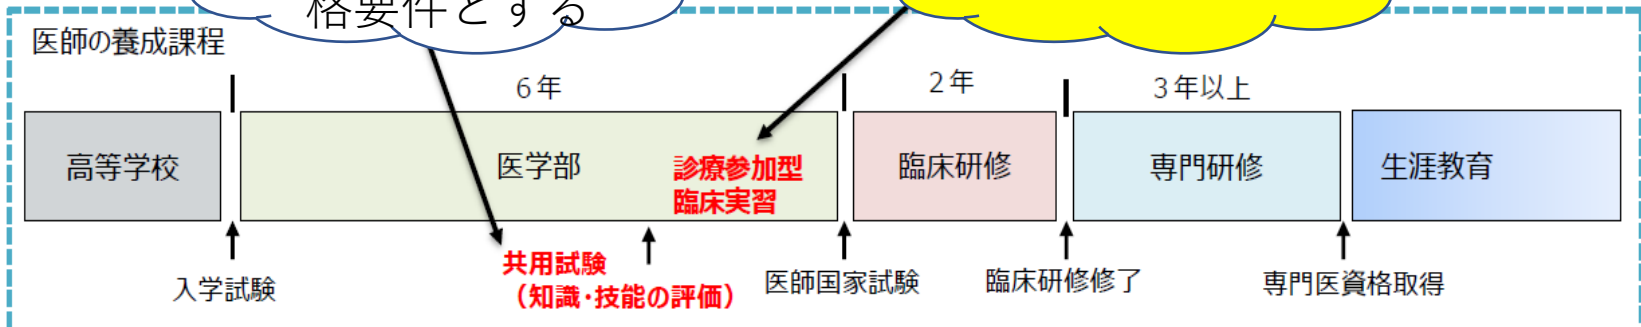 格要件とする
医師の養成課程
6年
2年
3年以上
高等学校
医学部
診療参加型
臨床実習
臨床研修
専門研修
生涯教育
入学試験
共用試験
（知識・技能の評価）
医師国家試験
臨床研修修了
専門医資格取得